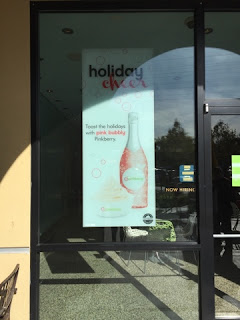 holiday
cheer
Toast the holidays
with pink bubbly
Pinkberry.
NOW HIRING